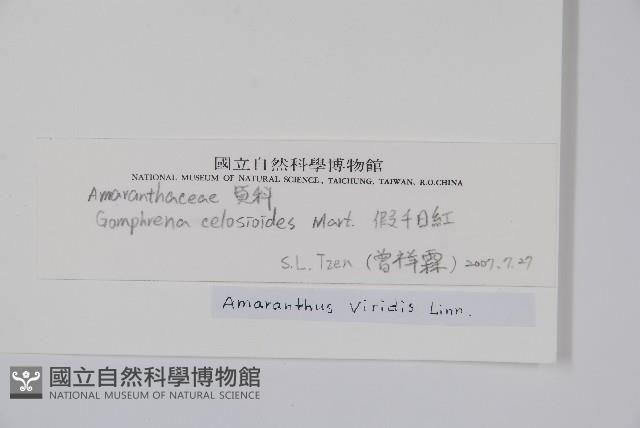 國立自然科學博物館
NATIONAL MUSEUM OF NATURAL SCIENCE, TAICHUNG, TAIWAN, R.O.CHINA
Amaranthaceae 莧科
Gomphrena celosioides Mart. 假千日紅
S.L. Tzen (曾祥霖) 2007.7.27
Amaranthus viridis Linn.
國立自然科學博物館
NATIONAL MUSEUM OF NATURAL SCIENCE